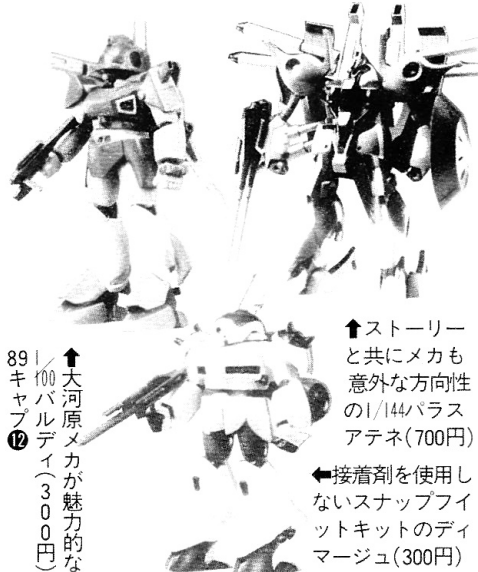 ⬆ストーリー
と共にメカも
意外な方向性
の1/144パラス
アテネ(700円)
⬅接着剤を使用し
ないスナップフイ
ットキットのディ
マージュ(300円)
⬆大河原メカが魅力的な
1/100バルディ(300円)
89キャプ⓬